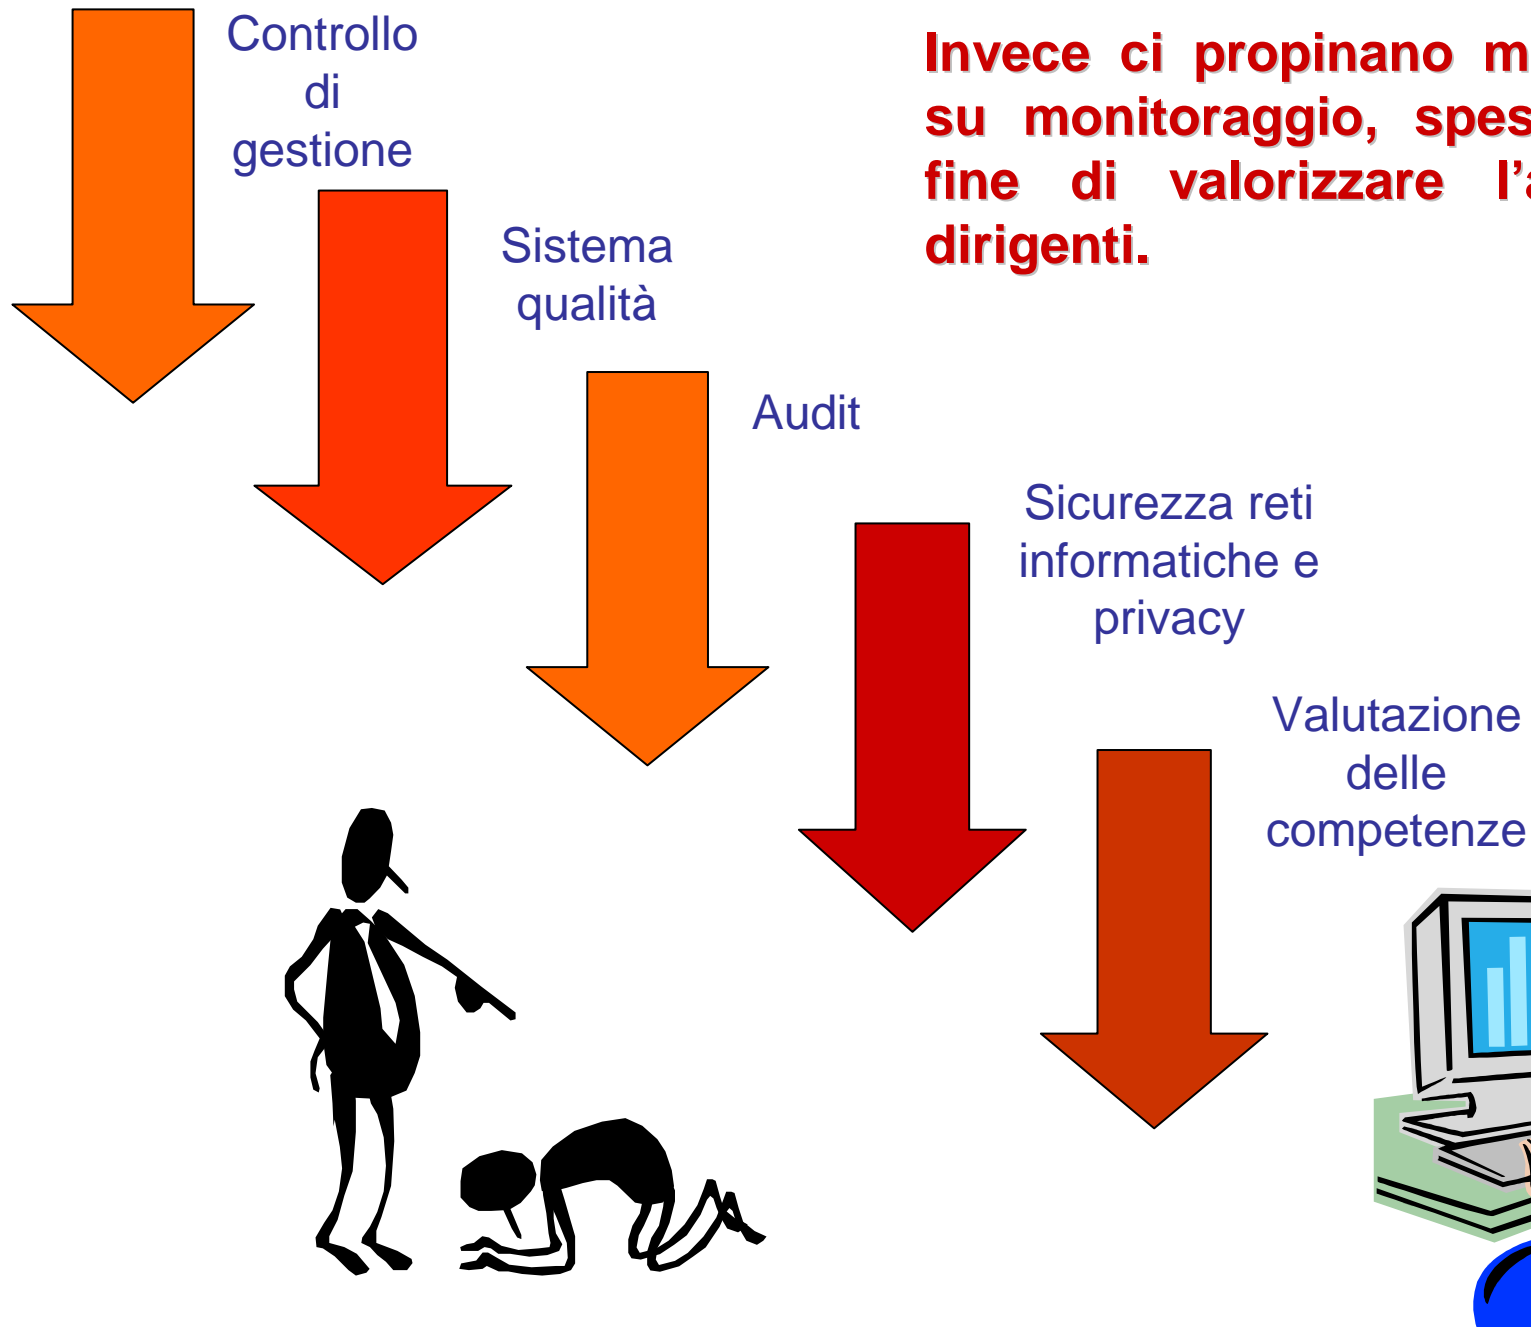 Controllo
di
gestione
Invece ci propinano
su monitoraggio,
fine di valorizzare
dirigenti.
Sistema
qualità
Audit
Sicurezza reti
informatiche e
privacy
Valutazione
delle
competenze